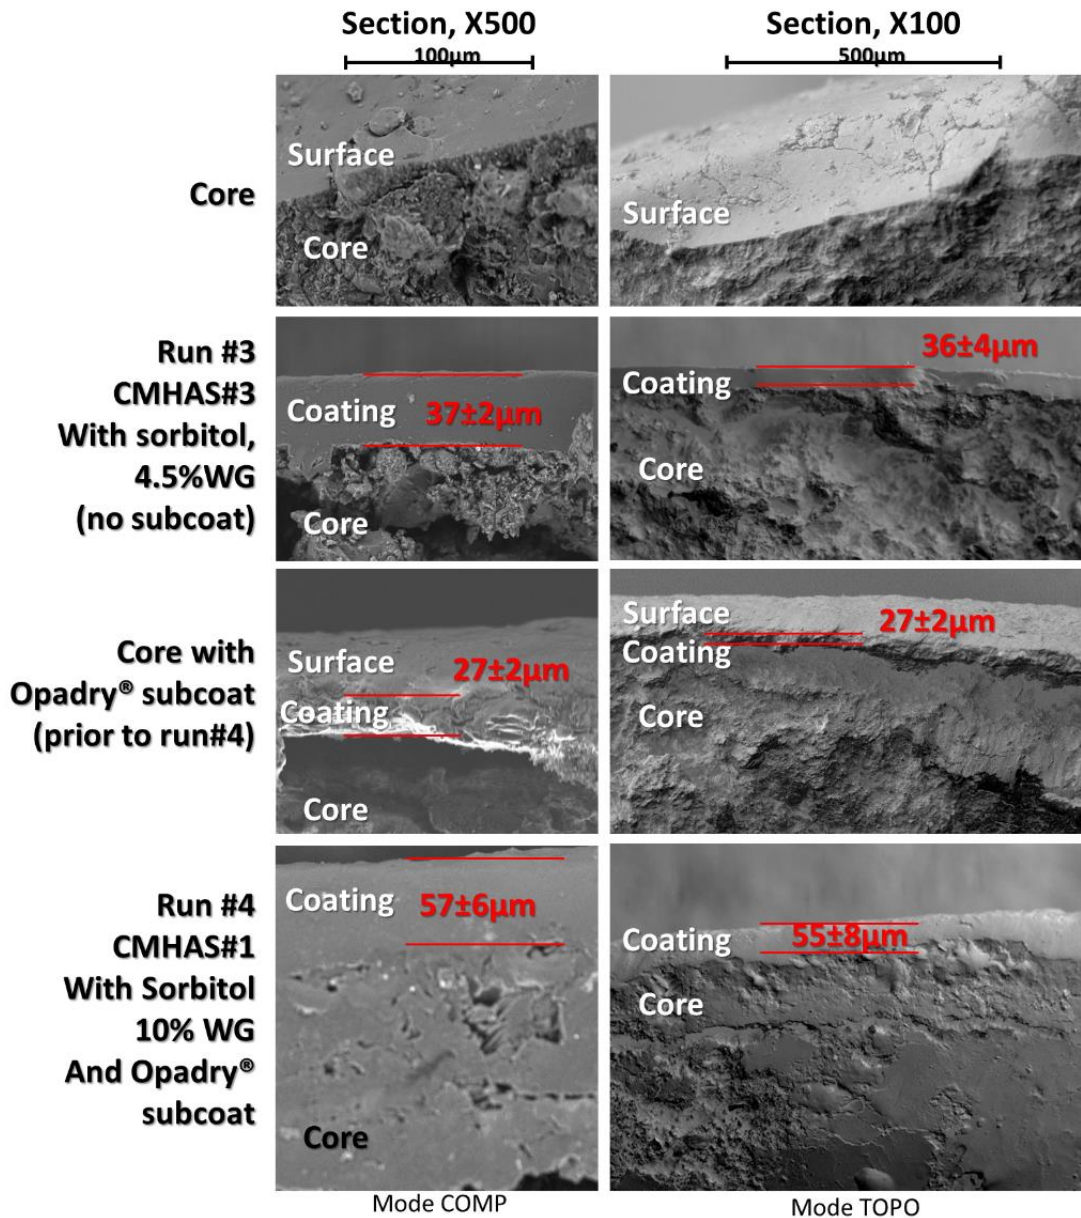 Section, X500
Section, X100
100µm
500µm
Core
Surface
Core
Surface
Run #3
CMHAS#3
With sorbitol,
4.5%WG
(no subcoat)
Coating
37±2µm
Core
36±4µm
Coating
Core
Core with
Opadry® subcoat
(prior to run#4)
Surface
27±2µm
Coating
Core
Surface
27±2µm
Coating
Core
Run #4
CMHAS#1
With Sorbitol
10% WG
And Opadry®
subcoat
Coating
57±6µm
Core
Coating
55±8µm
Core
Mode COMP
Mode TOPO